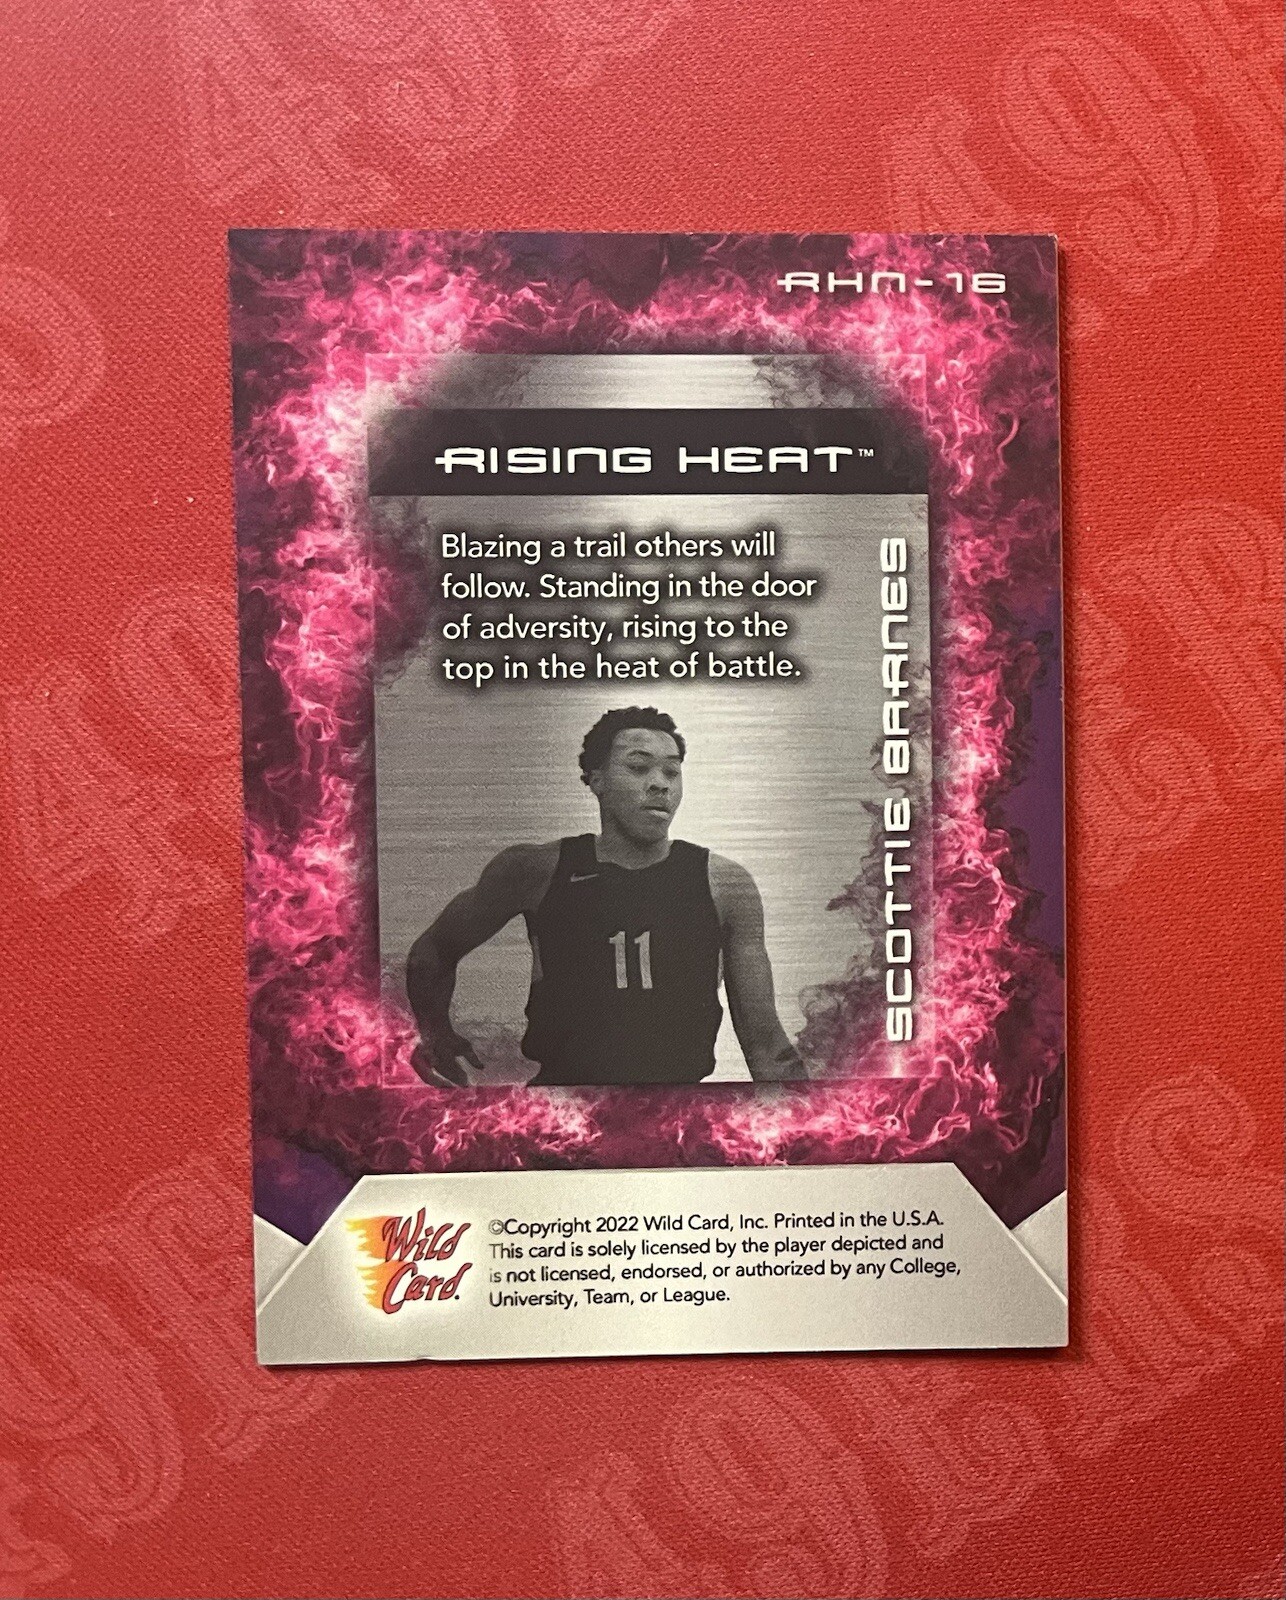 RHN-16
RISING HEAT™
Blazing a trail others will
follow. Standing in the door
of adversity, rising to the
top in the heat of battle.
SCOTTIE BARNES
11
Wild
Card.
©Copyright 2022 Wild Card, Inc. Printed in the U.S.A.
This card is solely licensed by the player depicted and
is not licensed, endorsed, or authorized by any College,
University, Team, or League.